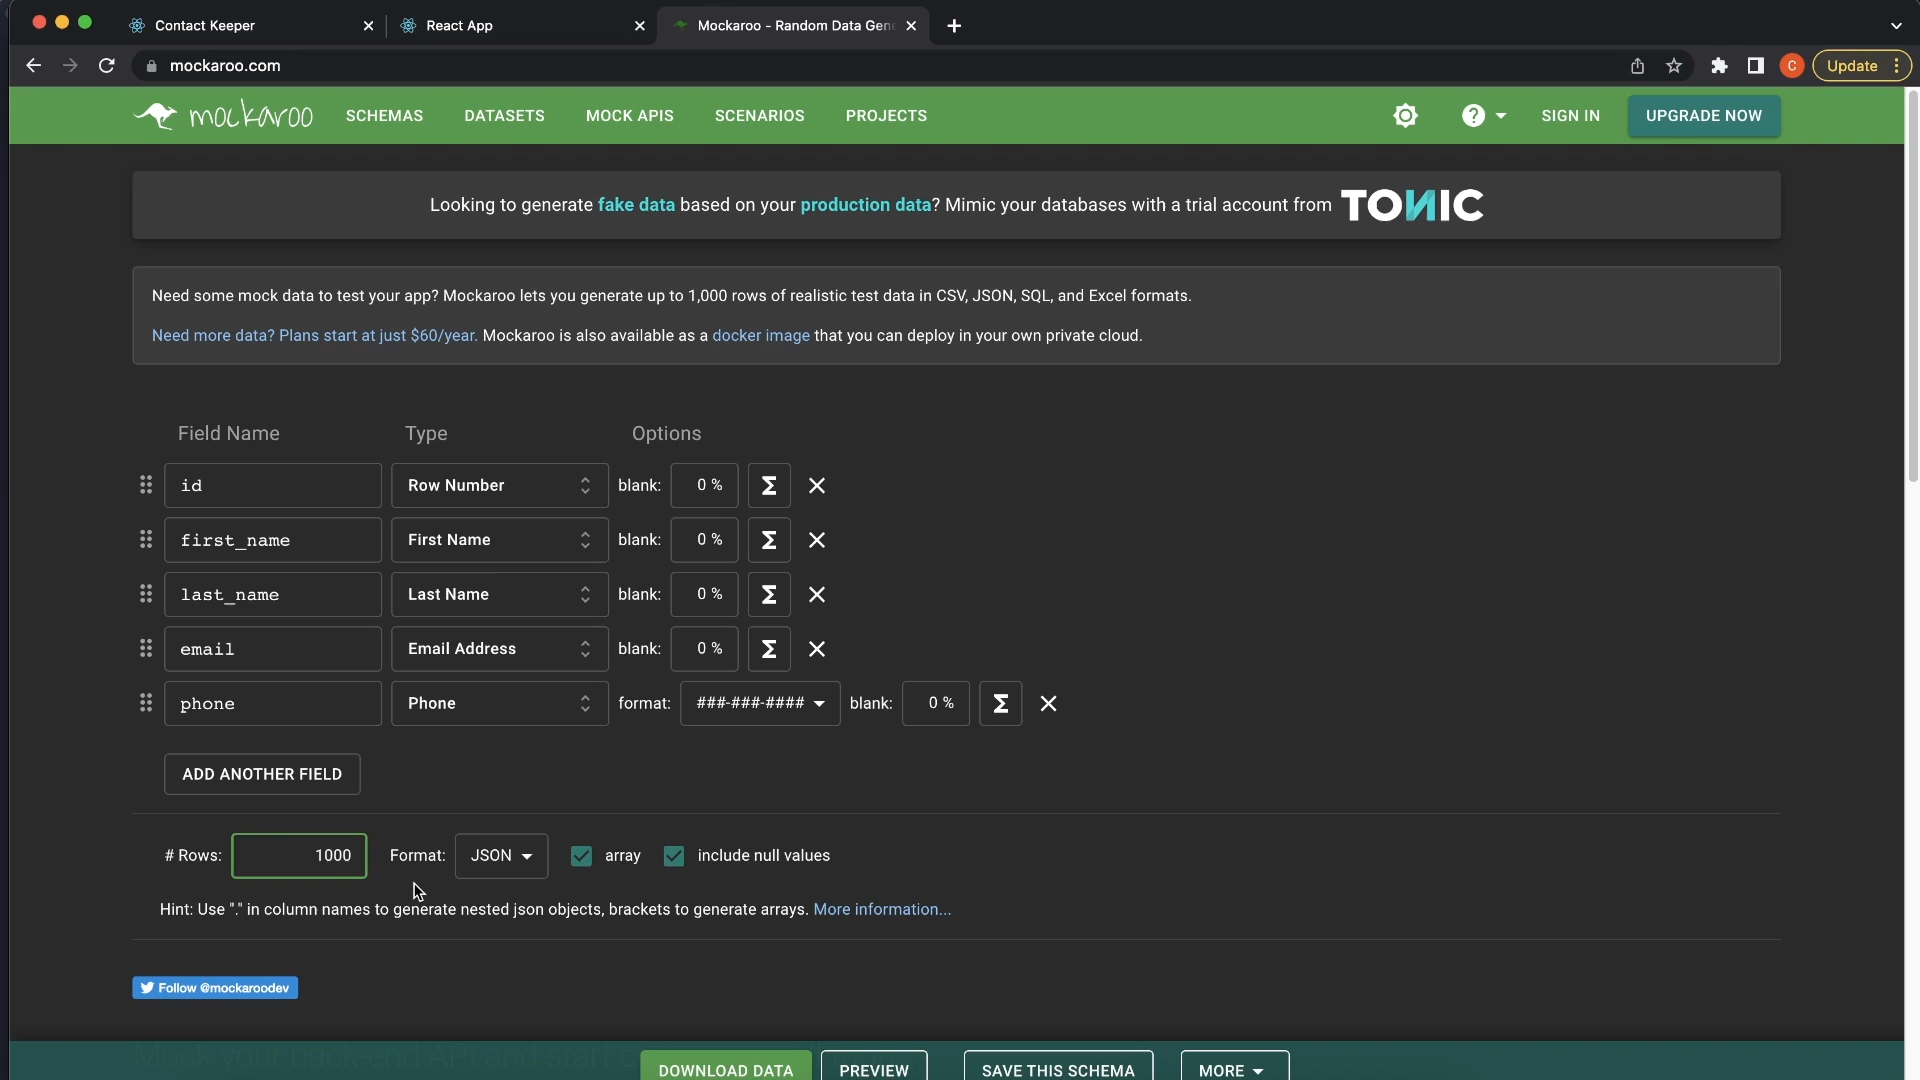 Contact Keeper
React App
Mockaroo - Random Data Gen
mockaroo.com
C
Update
mockaroo
SCHEMAS
DATASETS
MOCK APIS
SCENARIOS
PROJECTS
?
SIGN IN
UPGRADE NOW
Looking to generate fake data based on your production data? Mimic your databases with a trial account from TONIC
Need some mock data to test your app? Mockaroo lets you generate up to 1,000 rows of realistic test data in CSV, JSON, SQL, and Excel formats.
Need more data? Plans start at just $60/year. Mockaroo is also available as a docker image that you can deploy in your own private cloud.
Field Name Type Options
id Row Number blank: 0 % Σ
first_name First Name blank: 0 % Σ
last_name Last Name blank: 0 % Σ
email Email Address blank: 0 % Σ
phone Phone format: ###-###-#### blank: 0 % Σ
ADD ANOTHER FIELD
# Rows: 1000 Format: JSON array include null values
Hint: Use "." in column names to generate nested json objects, brackets to generate arrays. More information...
Follow @mockaroodev
Mock your back-end API and start
DOWNLOAD DATA
PREVIEW
SAVE THIS SCHEMA
MORE